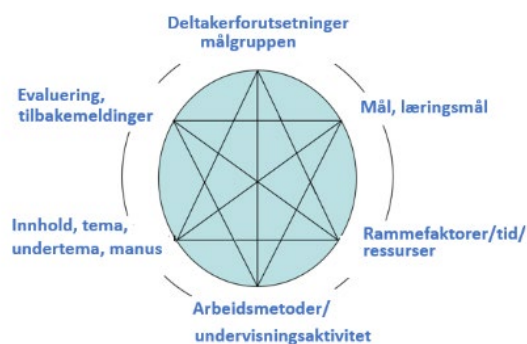 Deltakerforutsetninger
målgruppen
Evaluering,
tilbakemeldinger
Mål, læringsmål
Innhold, tema,
undertema, manus
Rammefaktorer/tid/
ressurser
Arbeidsmetoder/
undervisningsaktivitet